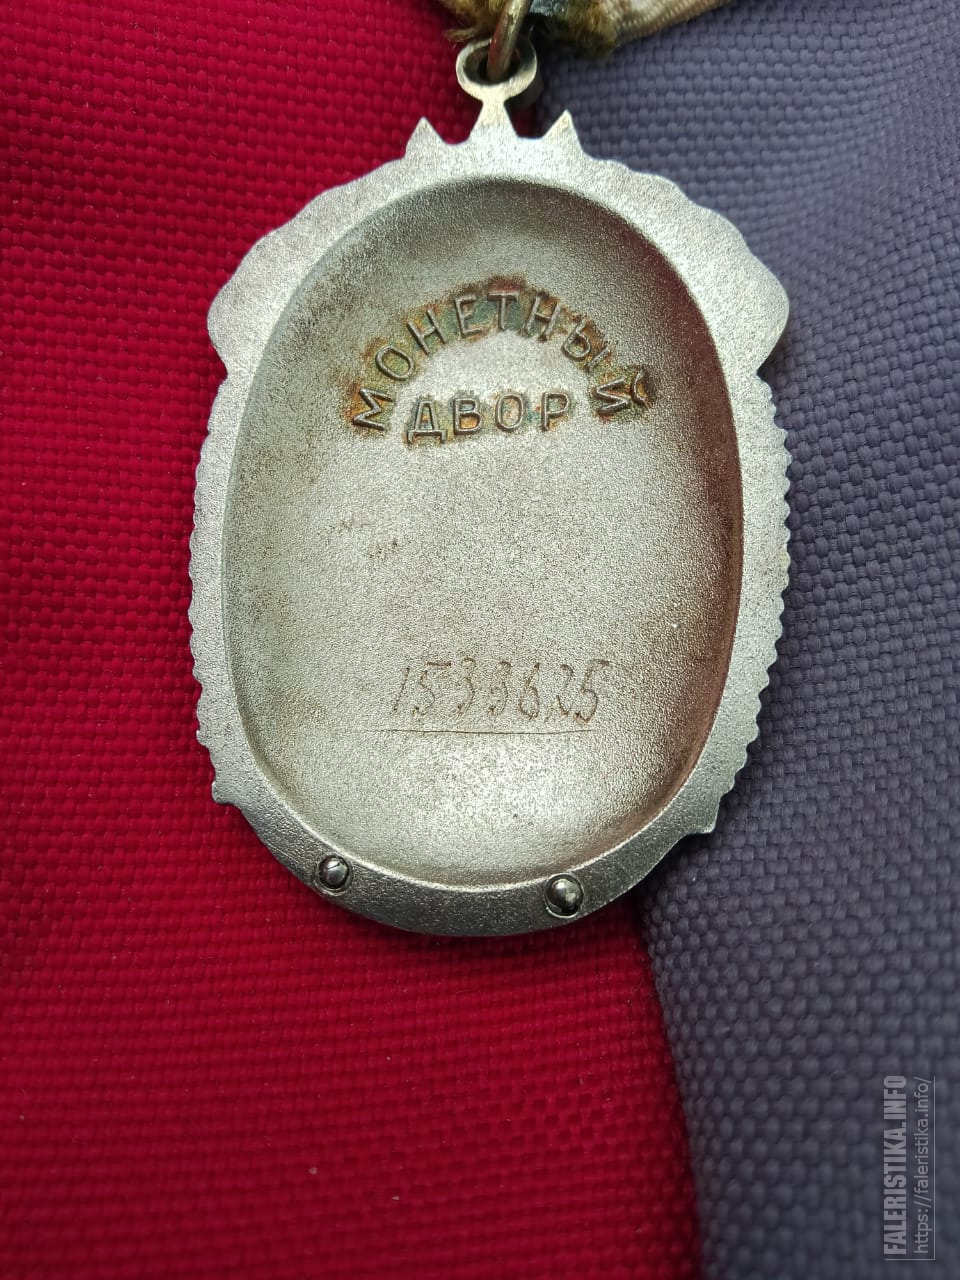 МОНЕТНЫЙ
ДВОР
1533625
FALERISTIKA.INFO
https://faleristika.info/